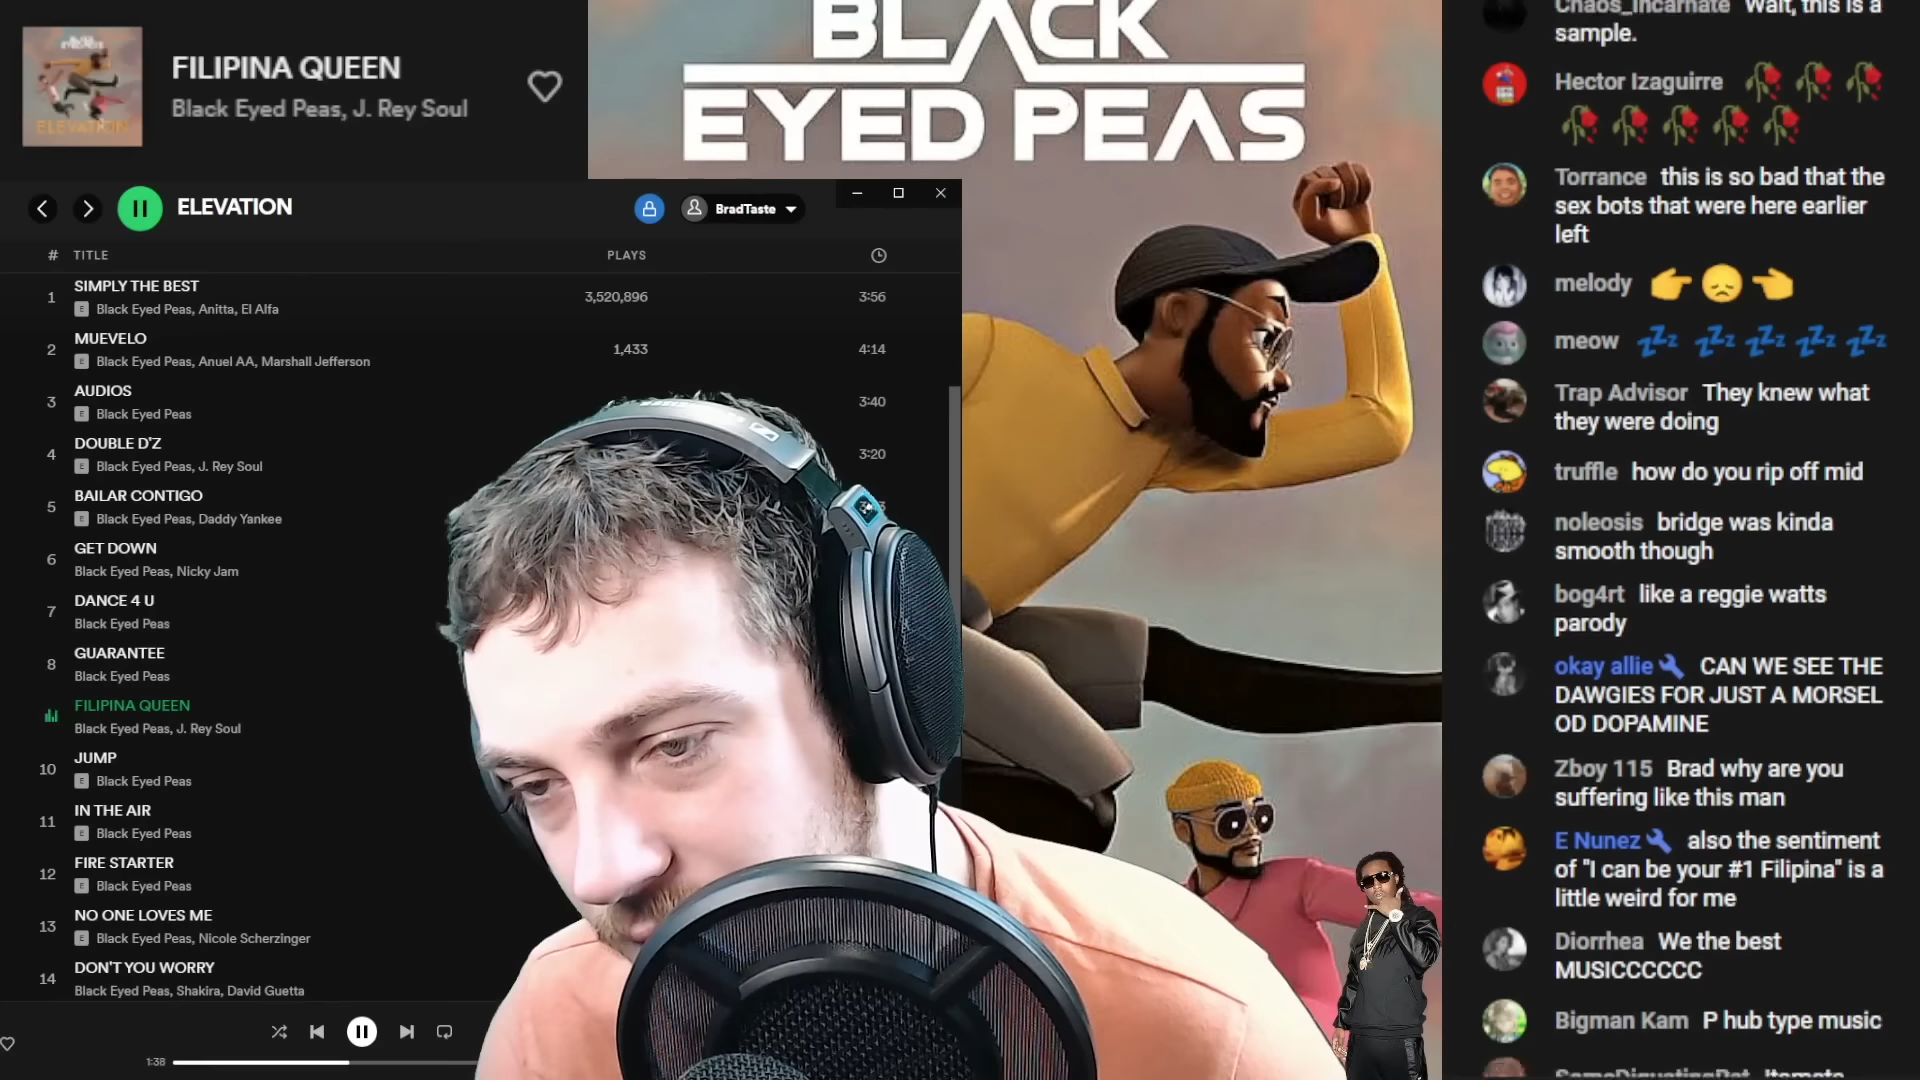 FILIPINA QUEEN
Black Eyed Peas, J. Rey Soul
ELEVATION
BLACK
EYED PEAS
ELEVATION
BradTaste
# TITLE PLAYS
1 SIMPLY THE BEST 3,520,896 3:56
E Black Eyed Peas, Anitta, El Alfa
2 MUEVELO 1,433 4:14
E Black Eyed Peas, Anuel AA, Marshall Jefferson
3 AUDIOS 3:40
E Black Eyed Peas
4 DOUBLE D'Z 3:20
E Black Eyed Peas, J. Rey Soul
5 BAILAR CONTIGO
E Black Eyed Peas, Daddy Yankee
6 GET DOWN
Black Eyed Peas, Nicky Jam
7 DANCE 4 U
Black Eyed Peas
8 GUARANTEE
Black Eyed Peas
FILIPINA QUEEN
Black Eyed Peas, J. Rey Soul
10 JUMP
E Black Eyed Peas
11 IN THE AIR
E Black Eyed Peas
12 FIRE STARTER
E Black Eyed Peas
13 NO ONE LOVES ME
E Black Eyed Peas, Nicole Scherzinger
14 DON'T YOU WORRY
Black Eyed Peas, Shakira, David Guetta
1:38
Chaos_Incarnate Wait, this is a
sample.
Hector Izaguirre 🥀🥀🥀
🥀🥀🥀🥀🥀
Torrance this is so bad that the
sex bots that were here earlier
left
melody 👉😞👈
meow 💤💤💤💤💤
Trap Advisor They knew what
they were doing
truffle how do you rip off mid
noleosis bridge was kinda
smooth though
bog4rt like a reggie watts
parody
okay allie🔧 CAN WE SEE THE
DAWGIES FOR JUST A MORSEL
OD DOPAMINE
Zboy 115 Brad why are you
suffering like this man
E Nunez🔧 also the sentiment
of "I can be your #1 Filipina" is a
little weird for me
Diorrhea We the best
MUSICCCCCC
Bigman Kam P hub type music